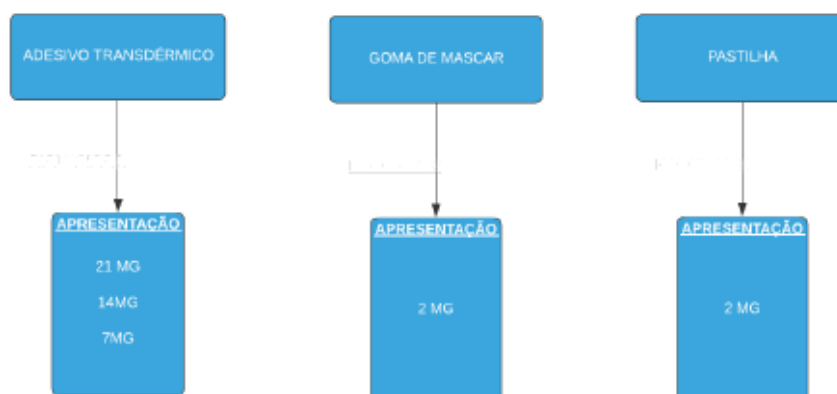 ADESIVO TRANSDÉRMICO
GOMA DE MASCAR
PASTILHA
APRESENTAÇÃO
21 MG
14MG
7MG
APRESENTAÇÃO
2 MG
APRESENTAÇÃO
2 MG